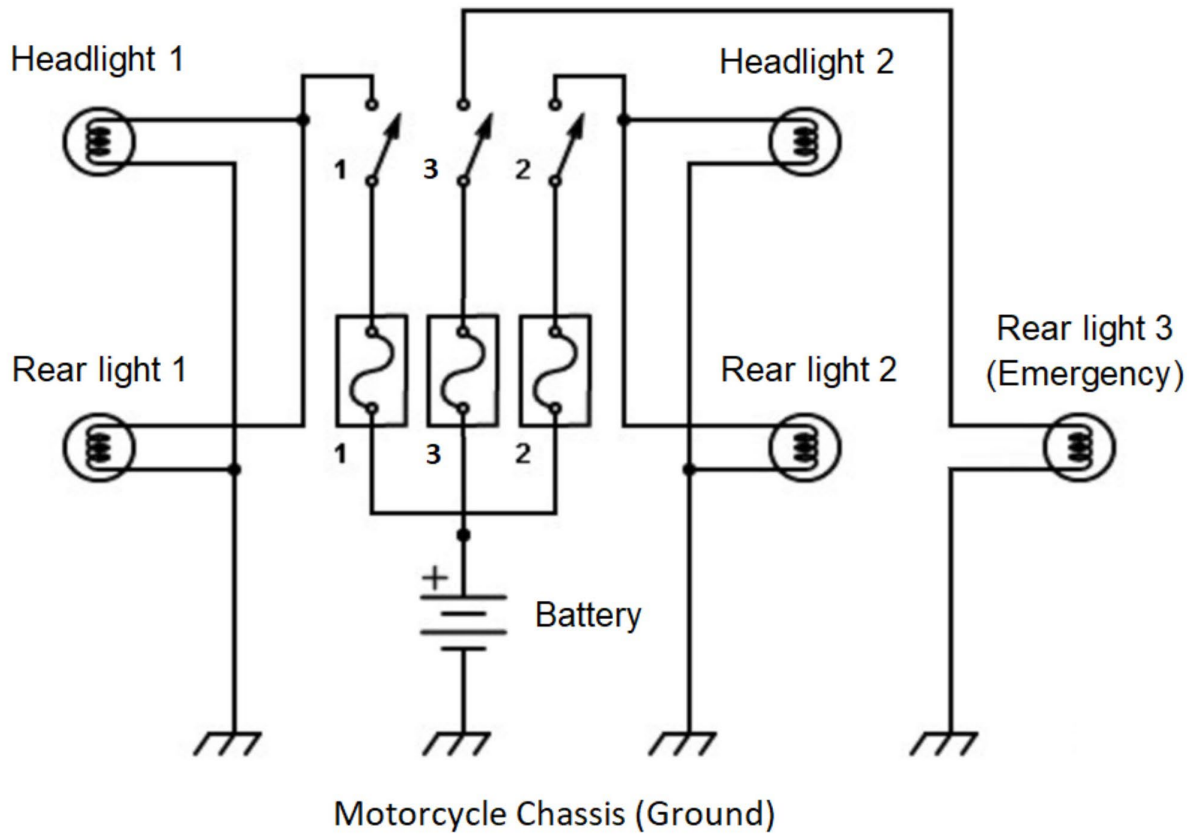 Headlight 1
Headlight 2
1
3
2
Rear light 1
Rear light 2
Rear light 3
(Emergency)
1
3
2
+
Battery
Motorcycle Chassis (Ground)